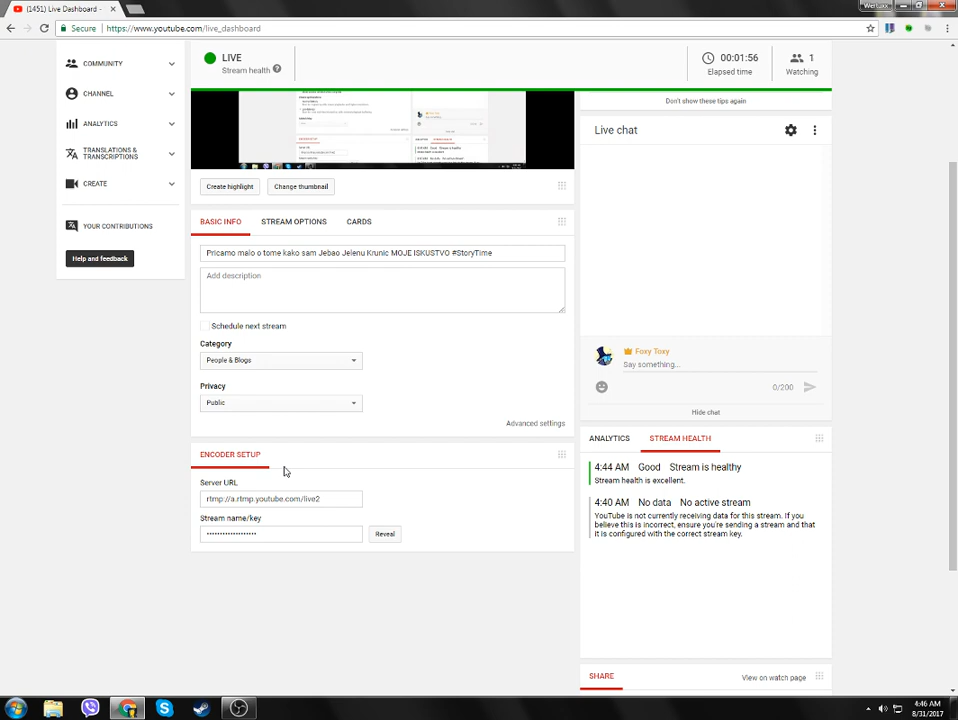 (1451) Live Dashboard -
Wertuxx
Secure
https://www.youtube.com/live_dashboard
COMMUNITY
CHANNEL
ANALYTICS
TRANSLATIONS &
TRANSCRIPTIONS
CREATE
YOUR CONTRIBUTIONS
Help and feedback
LIVE
Stream health
00:01:56
Elapsed time
1
Watching
Create highlight
Change thumbnail
BASIC INFO
STREAM OPTIONS
CARDS
Pricamo malo o tome kako sam Jebao Jelenu Krunic MOJE ISKUSTVO #StoryTime
Add description
Schedule next stream
Category
People & Blogs
Privacy
Public
Advanced settings
ENCODER SETUP
Server URL
rtmp://a.rtmp.youtube.com/live2
Stream name/key
Reveal
Don't show these tips again
Live chat
Foxy Toxy
Say something...
0/200
Hide chat
ANALYTICS
STREAM HEALTH
4:44 AM Good Stream is healthy
Stream health is excellent.
4:40 AM No data No active stream
YouTube is not currently receiving data for this stream. If you
believe this is incorrect, ensure you're sending a stream and that
it is configured with the correct stream key.
SHARE
View on watch page
4:46 AM
8/31/2017